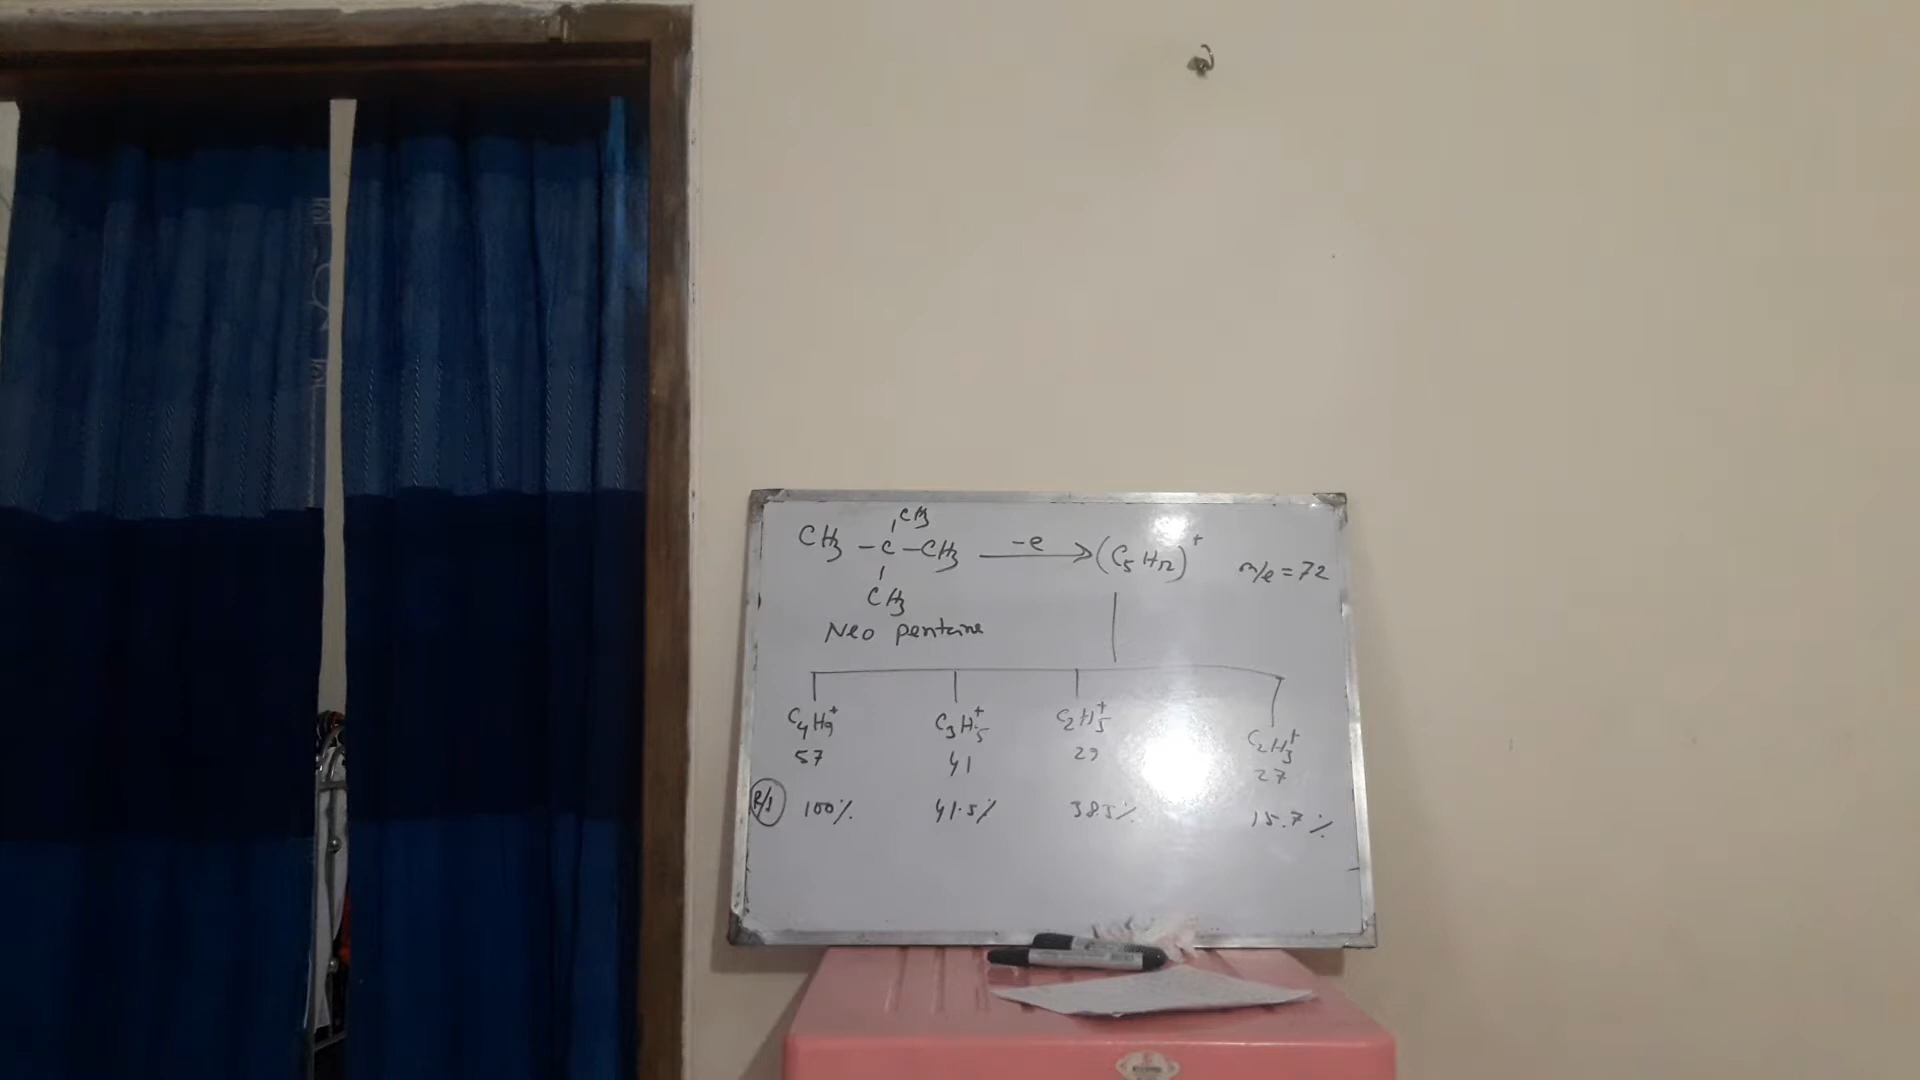 CH3
CH3 - C - CH3 -e → (C5H12)+ m/e = 72
CH3
Neo pentane
C4H9+ C3H5+ C2H5+ C2H3+
57 41 29 27
R/I 100% 41.5% 38.5% 15.7%